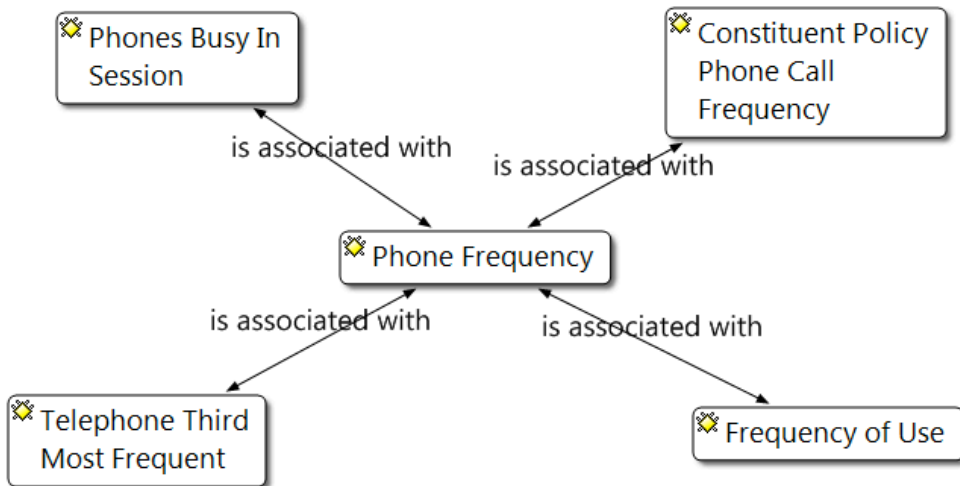 Phones Busy In
Session
Constituent Policy
Phone Call
Frequency
is associated with
is associated with
Phone Frequency
is associated with
is associated with
Telephone Third
Most Frequent
Frequency of Use